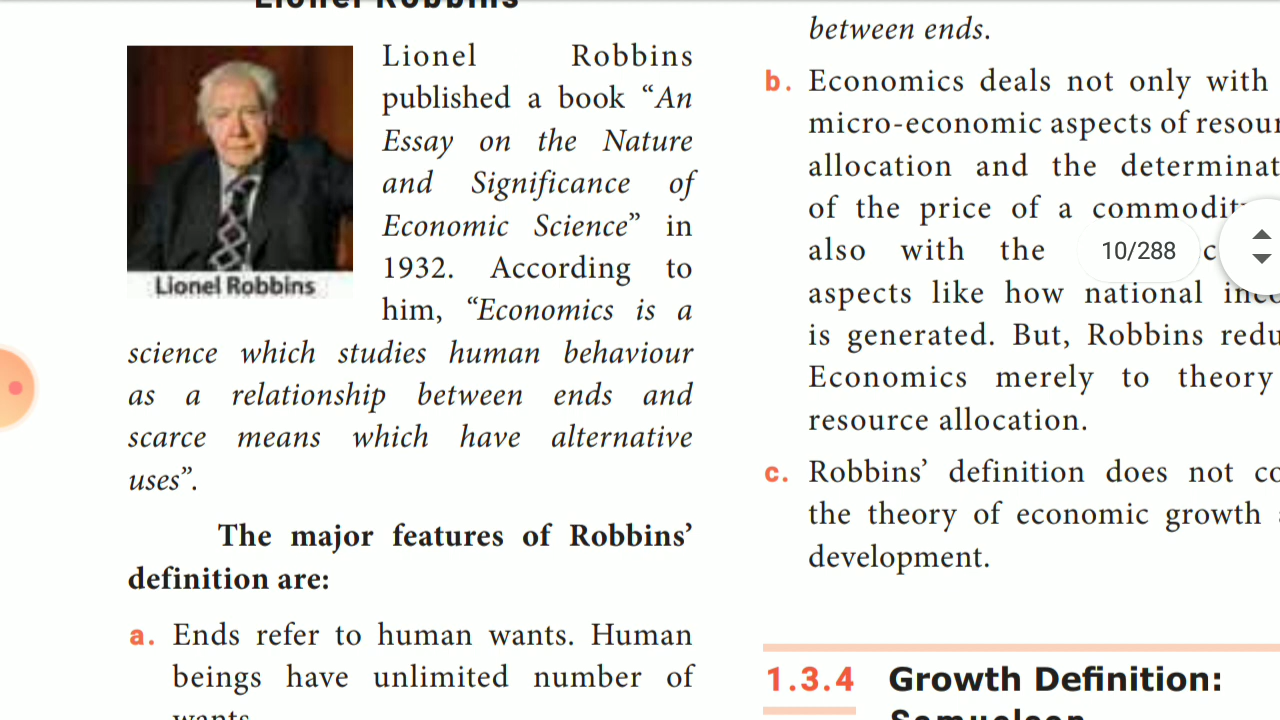 Lionel Robbins
Lionel Robbins
Lionel Robbins
published a book “An
Essay on the Nature
and Significance of
Economic Science” in
1932. According to
him, “Economics is a
science which studies human behaviour
as a relationship between ends and
scarce means which have alternative
uses”.
The major features of Robbins’
definition are:
a. Ends refer to human wants. Human
beings have unlimited number of
wants
between ends.
b. Economics deals not only with
micro-economic aspects of
allocation and the
of the price of a
also with the
aspects like how national
is generated. But, Robbins
Economics merely to theory
resource allocation.
c. Robbins’ definition does not
the theory of economic growth
development.
10/288
1.3.4 Growth Definition:
Samuelson